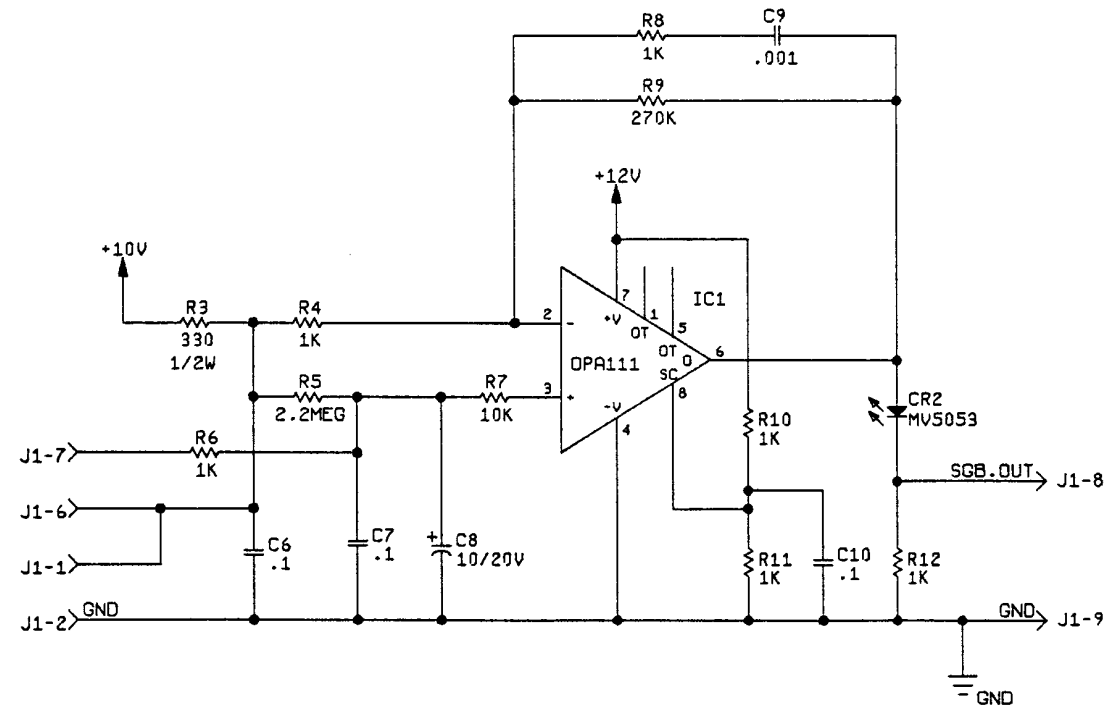 R8
1K
C9
.001
R9
270K
+12V
+10V
R3
330
1/2W
R4
1K
2
-
7
+V
1
OT
5
OT
IC1
OPA111
O
6
SC
8
3
+
-V
4
R5
2.2MEG
R7
10K
J1-7
R6
1K
J1-6
J1-1
J1-2
GND
C6
.1
C7
.1
+
C8
10/20V
R10
1K
R11
1K
C10
.1
CR2
MV5053
SGB.OUT
J1-8
R12
1K
GND
J1-9
GND